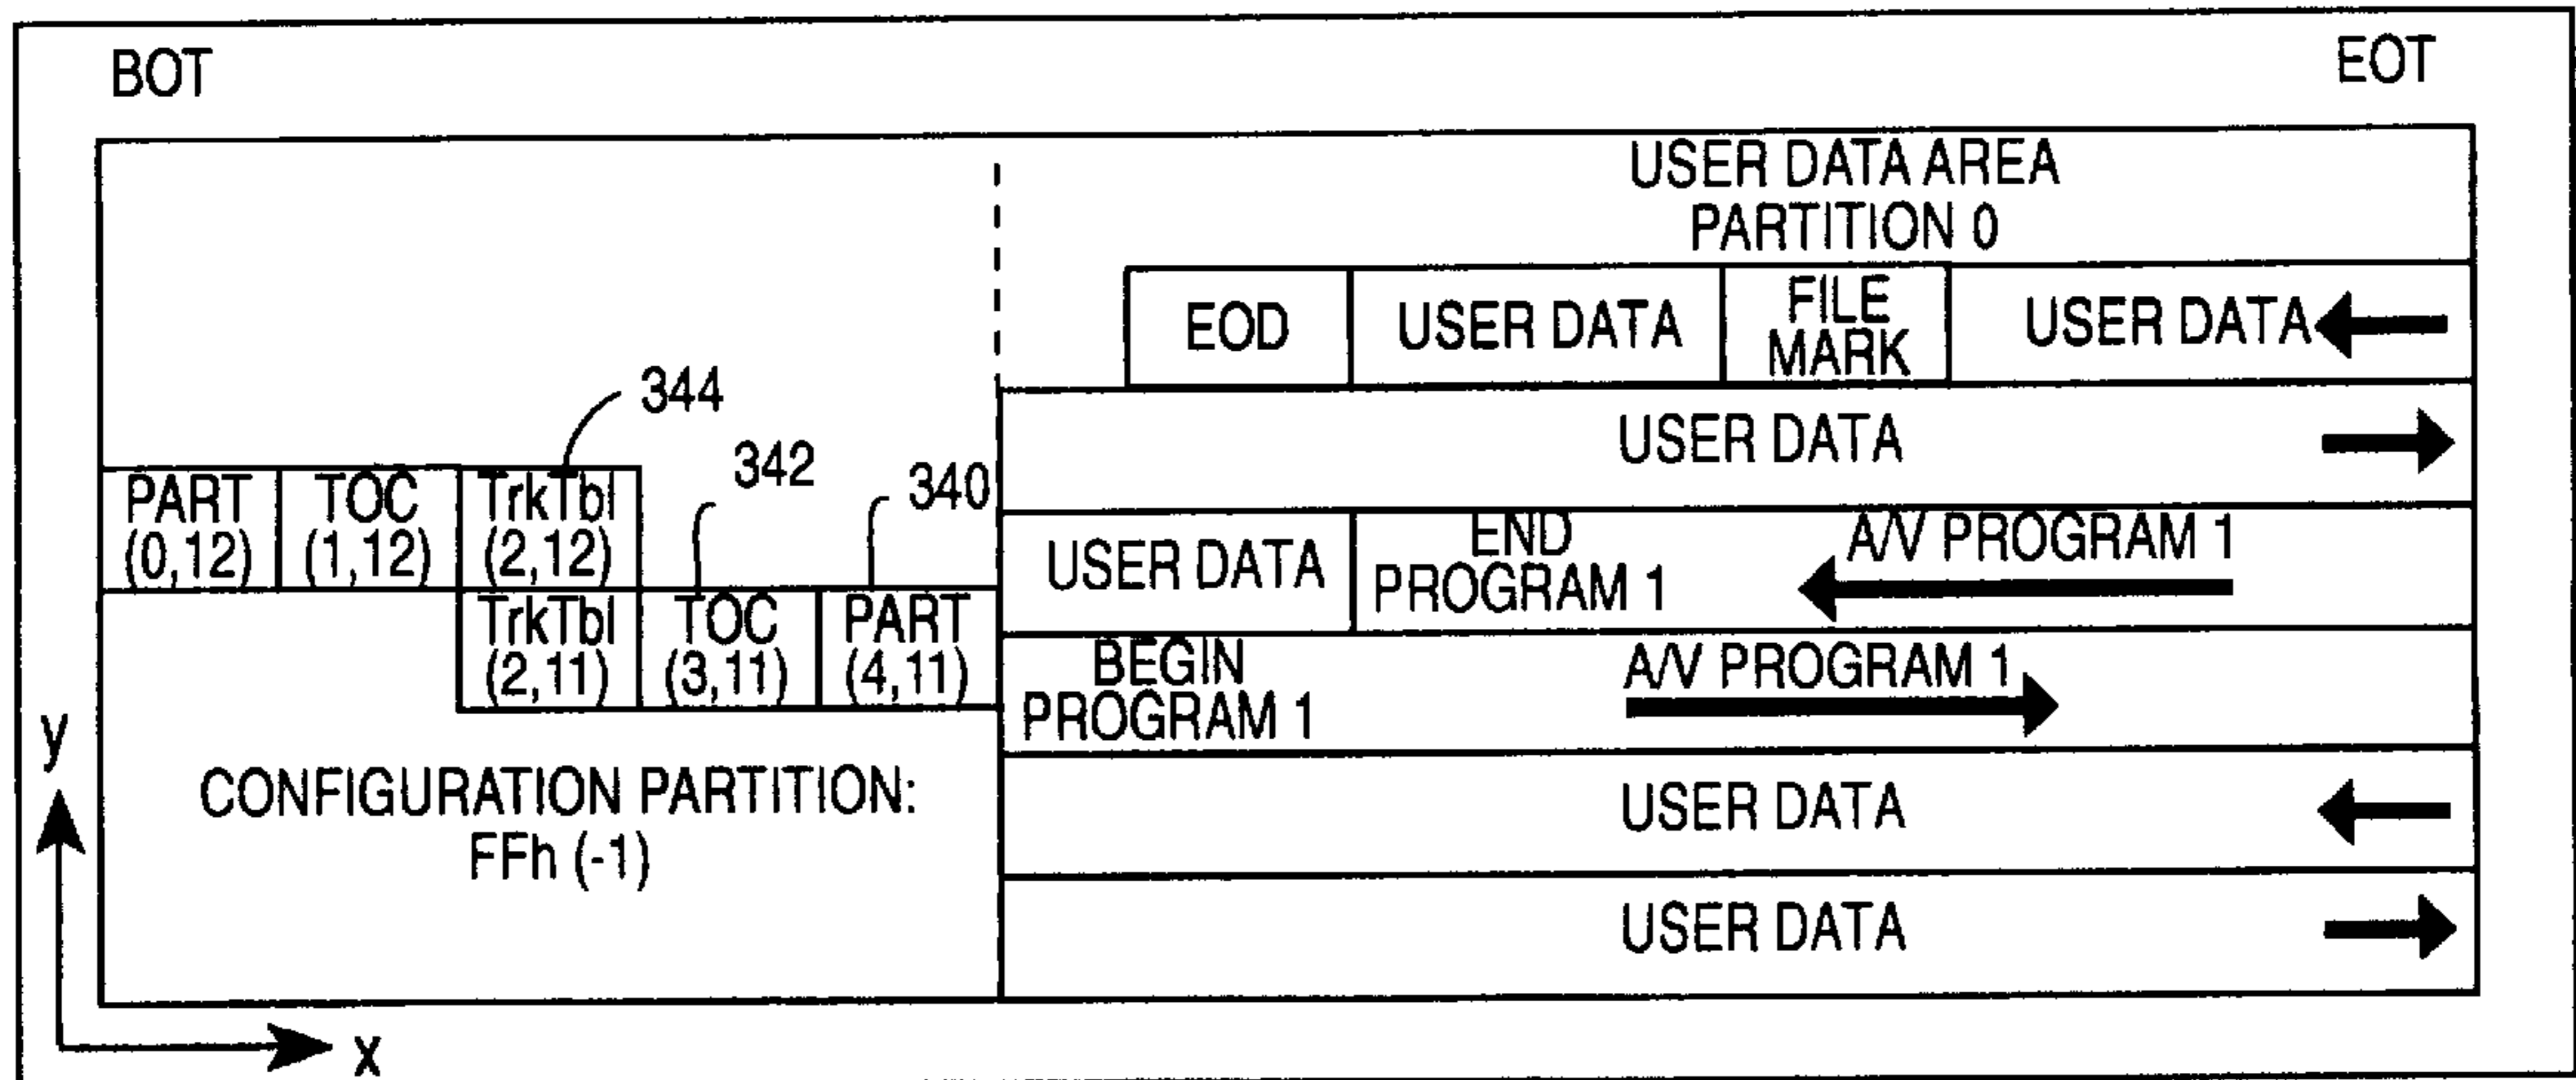 BOT
EOT
USER DATA AREA
PARTITION 0
EOD
USER DATA
FILE
MARK
USER DATA
344
USER DATA
342
340
PART
(0,12)
TOC
(1,12)
TrkTbl
(2,12)
USER DATA
END
PROGRAM 1
A/V PROGRAM 1
TrkTbl
(2,11)
TOC
(3,11)
PART
(4,11)
BEGIN
PROGRAM 1
A/V PROGRAM 1
y
CONFIGURATION PARTITION:
FFh (-1)
USER DATA
USER DATA
x